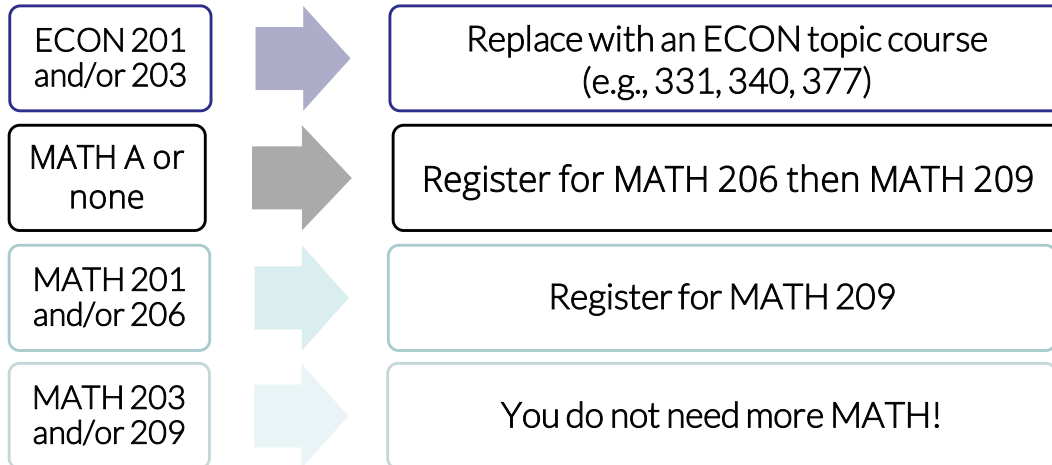 ECON 201
and/or 203
Replace with an ECON topic course
(e.g., 331, 340, 377)
MATH A or
none
Register for MATH 206 then MATH 209
MATH 201
and/or 206
Register for MATH 209
MATH 203
and/or 209
You do not need more MATH!